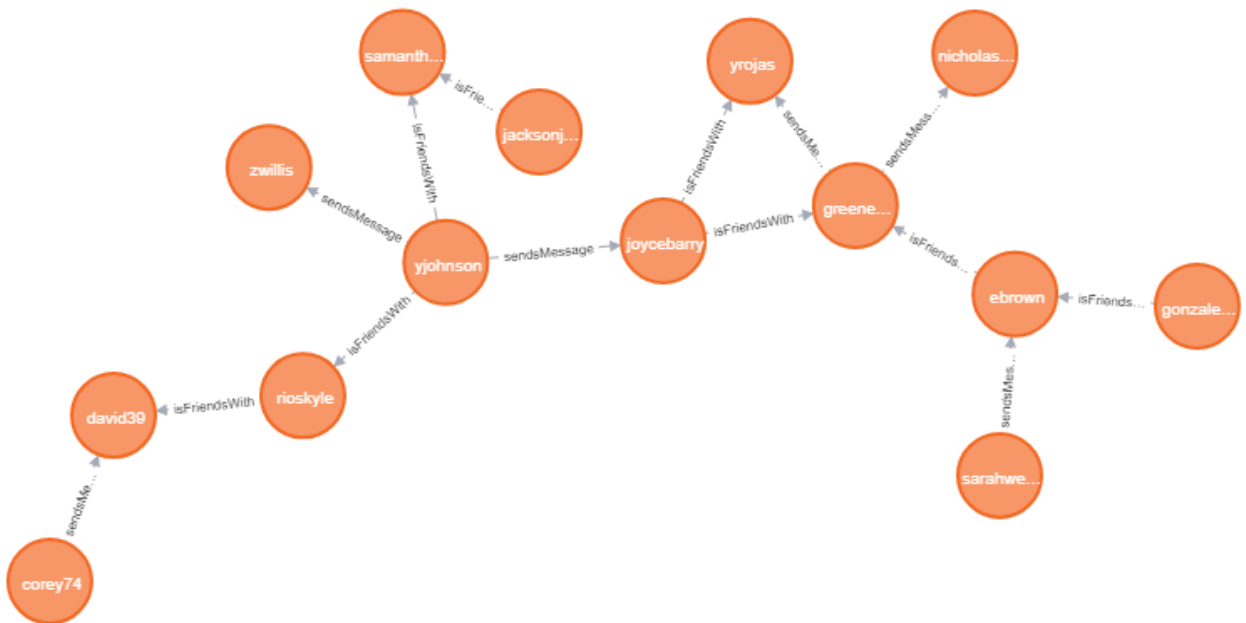 samanth...
yrojas
nicholas...
isFrie...
jacksonj...
isFriendsWith
zwillis
sendsMessage
isFriendsWith
sendsMe...
sendsMess...
greene...
yjohnson
sendsMessage
joycebarry
isFriendsWith
isFriends...
ebrown
isFriends...
gonzale...
isFriendsWith
rioskyle
david39
isFriendsWith
sendsMes...
sarahwe...
sendsMe...
corey74